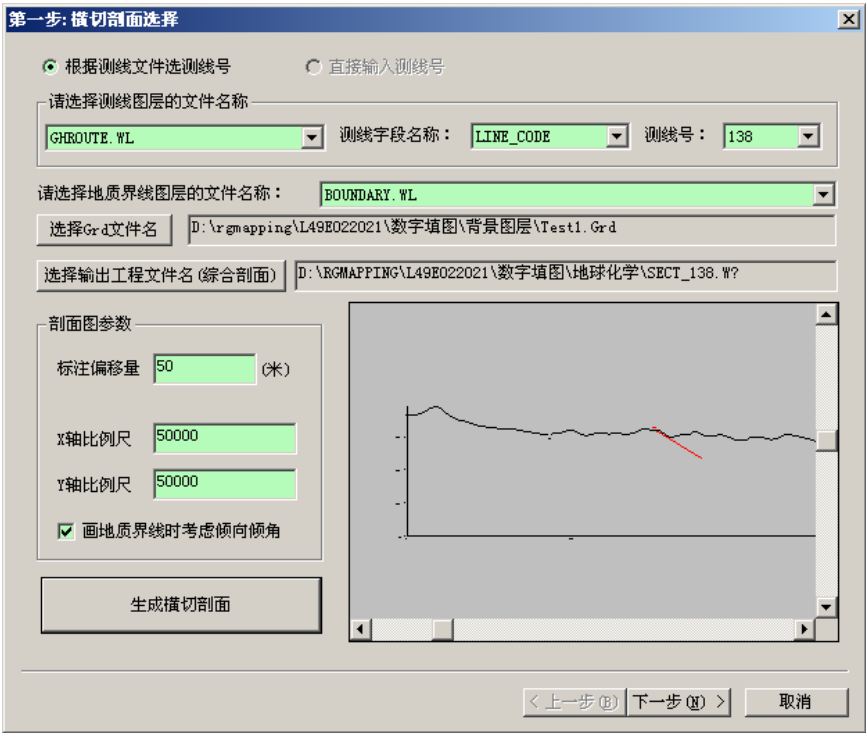 第一步:横切剖面选择
根据测线文件选测线号 直接输入测线号
请选择测线图层的文件名称
GHROUTE.WL 测线字段名称： LINE_CODE 测线号： 138
请选择地质界线图层的文件名称： BOUNDARY.WL
选择Grd文件名 D:\rgmapping\L49E022021\数字填图\背景图层\Test1.Grd
选择输出工程文件名(综合剖面) D:\RGMAPPING\L49E022021\数字填图\地球化学\SECT_138.W?
剖面图参数
标注偏移量 50 (米)
X轴比例尺 50000
Y轴比例尺 50000
画地质界线时考虑倾向倾角
生成横切剖面
< 上一步(B) 下一步(N) > 取消